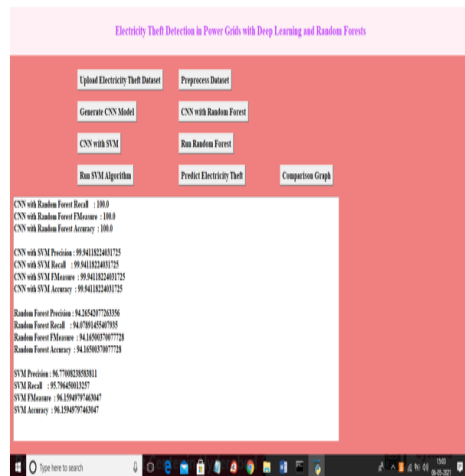 Electricity Theft Detection in Power Grids with Deep Learning and Random Forests
Upload Electricity Theft Dataset Preprocess Dataset
Generate CNN Model CNN with Random Forest
CNN with SVM Run Random Forest
Run SVM Algorithm Predict Electricity Theft Comparison Graph
CNN with Random Forest Recall : 100.0
CNN with Random Forest FMeasure : 100.0
CNN with Random Forest Accuracy : 100.0
CNN with SVM Precision : 99.94118224031725
CNN with SVM Recall : 99.94118224031725
CNN with SVM FMeasure : 99.94118224031725
CNN with SVM Accuracy : 99.94118224031725
Random Forest Precision : 94.26542077263356
Random Forest Recall : 94.07891455407935
Random Forest FMeasure : 94.16500370077728
Random Forest Accuracy : 94.16500370077728
SVM Precision : 96.77008238583811
SVM Recall : 95.796450013257
SVM FMeasure : 96.15949797463047
SVM Accuracy : 96.15949797463047
Type here to search